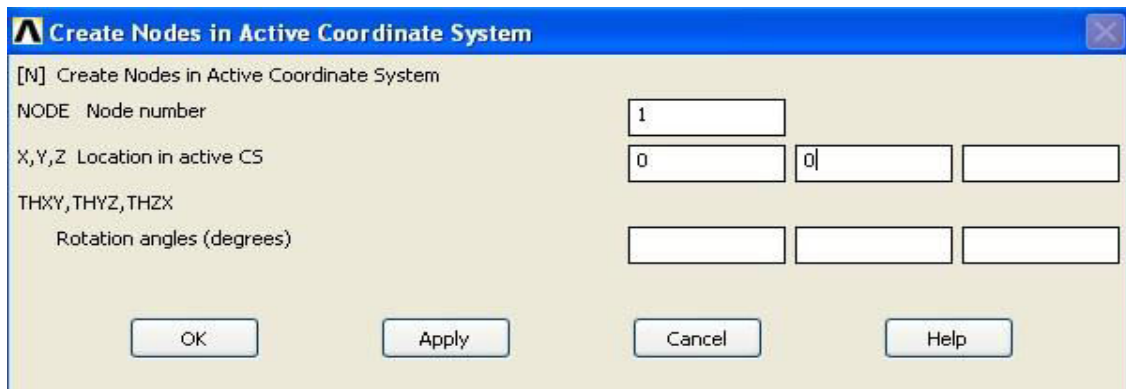 Create Nodes in Active Coordinate System
[N] Create Nodes in Active Coordinate System
NODE Node number 1
X,Y,Z Location in active CS 0 0
THXY,THYZ,THZX
Rotation angles (degrees)
OK Apply Cancel Help